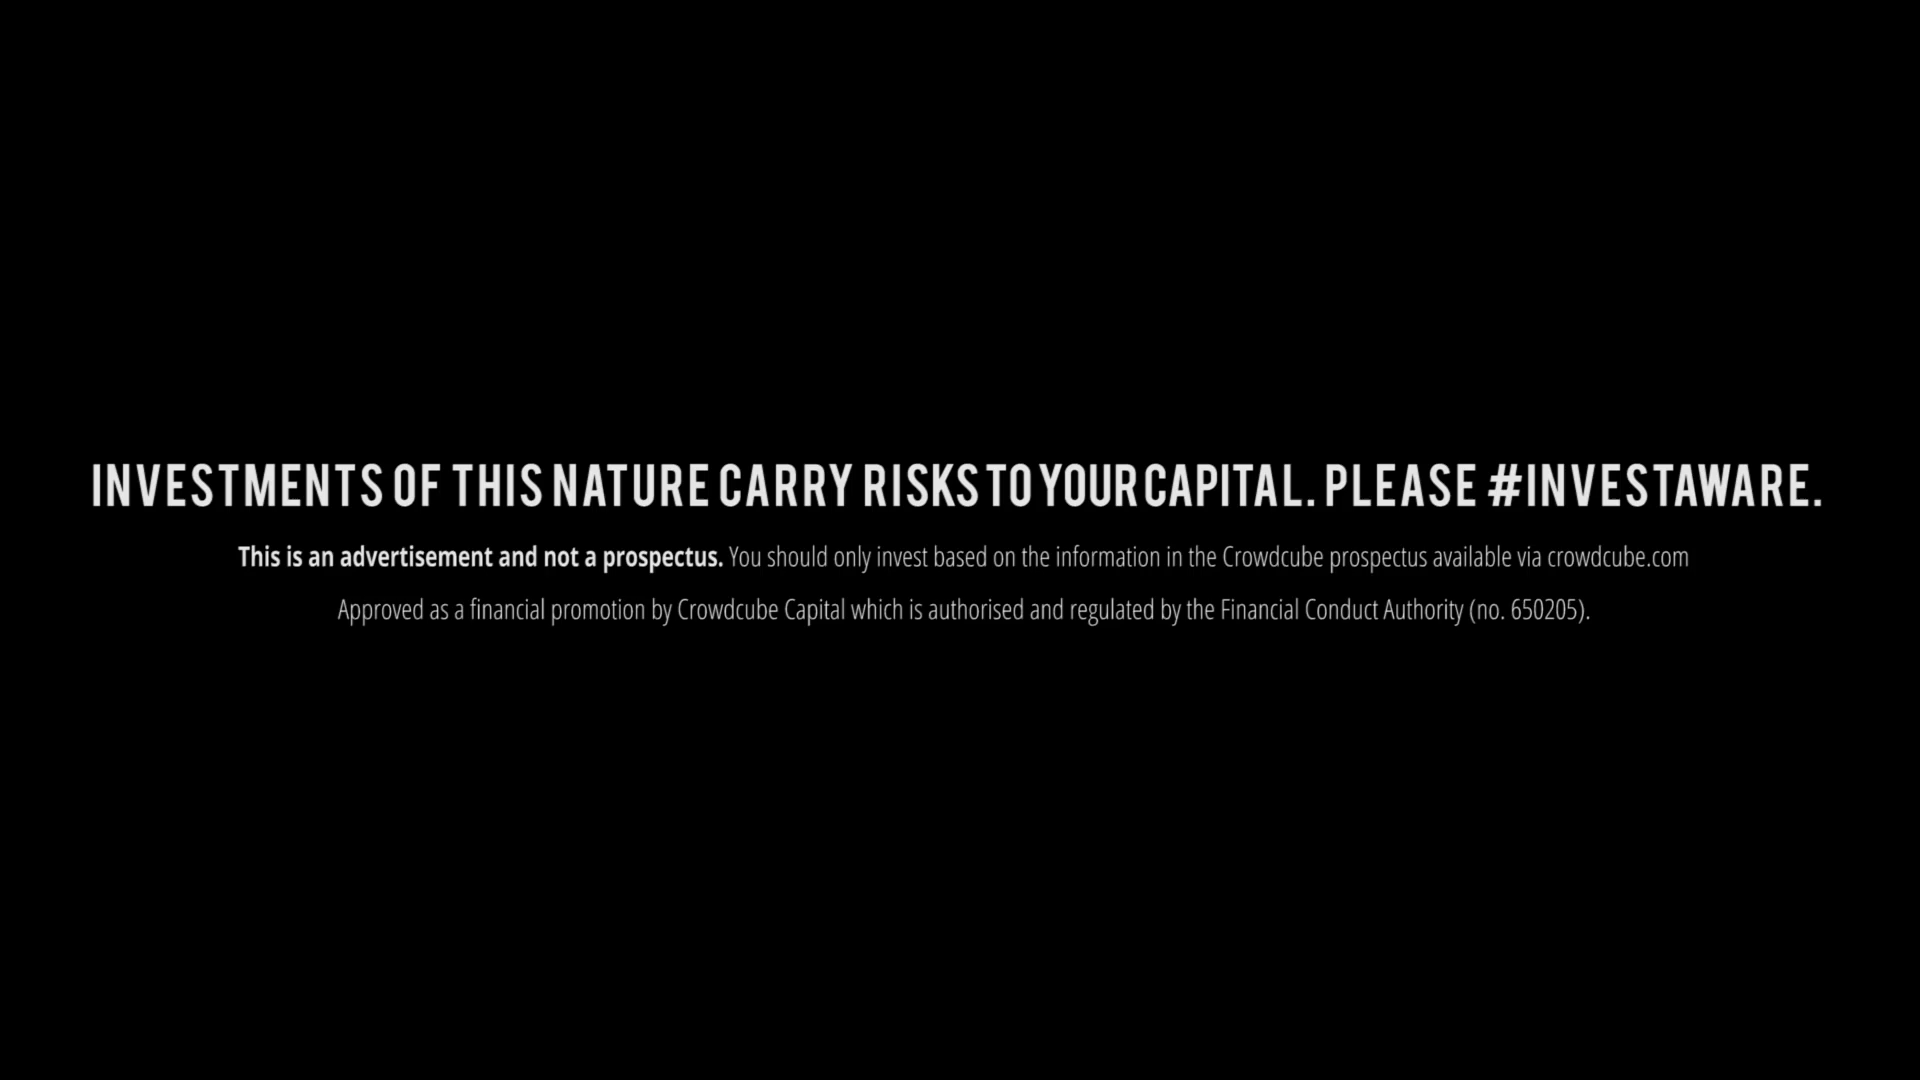 INVESTMENTS OF THIS NATURE CARRY RISKS TO YOUR CAPITAL. PLEASE #INVESTAWARE.
This is an advertisement and not a prospectus. You should only invest based on the information in the Crowdcube prospectus available via crowdcube.com
Approved as a financial promotion by Crowdcube Capital which is authorised and regulated by the Financial Conduct Authority (no. 650205).